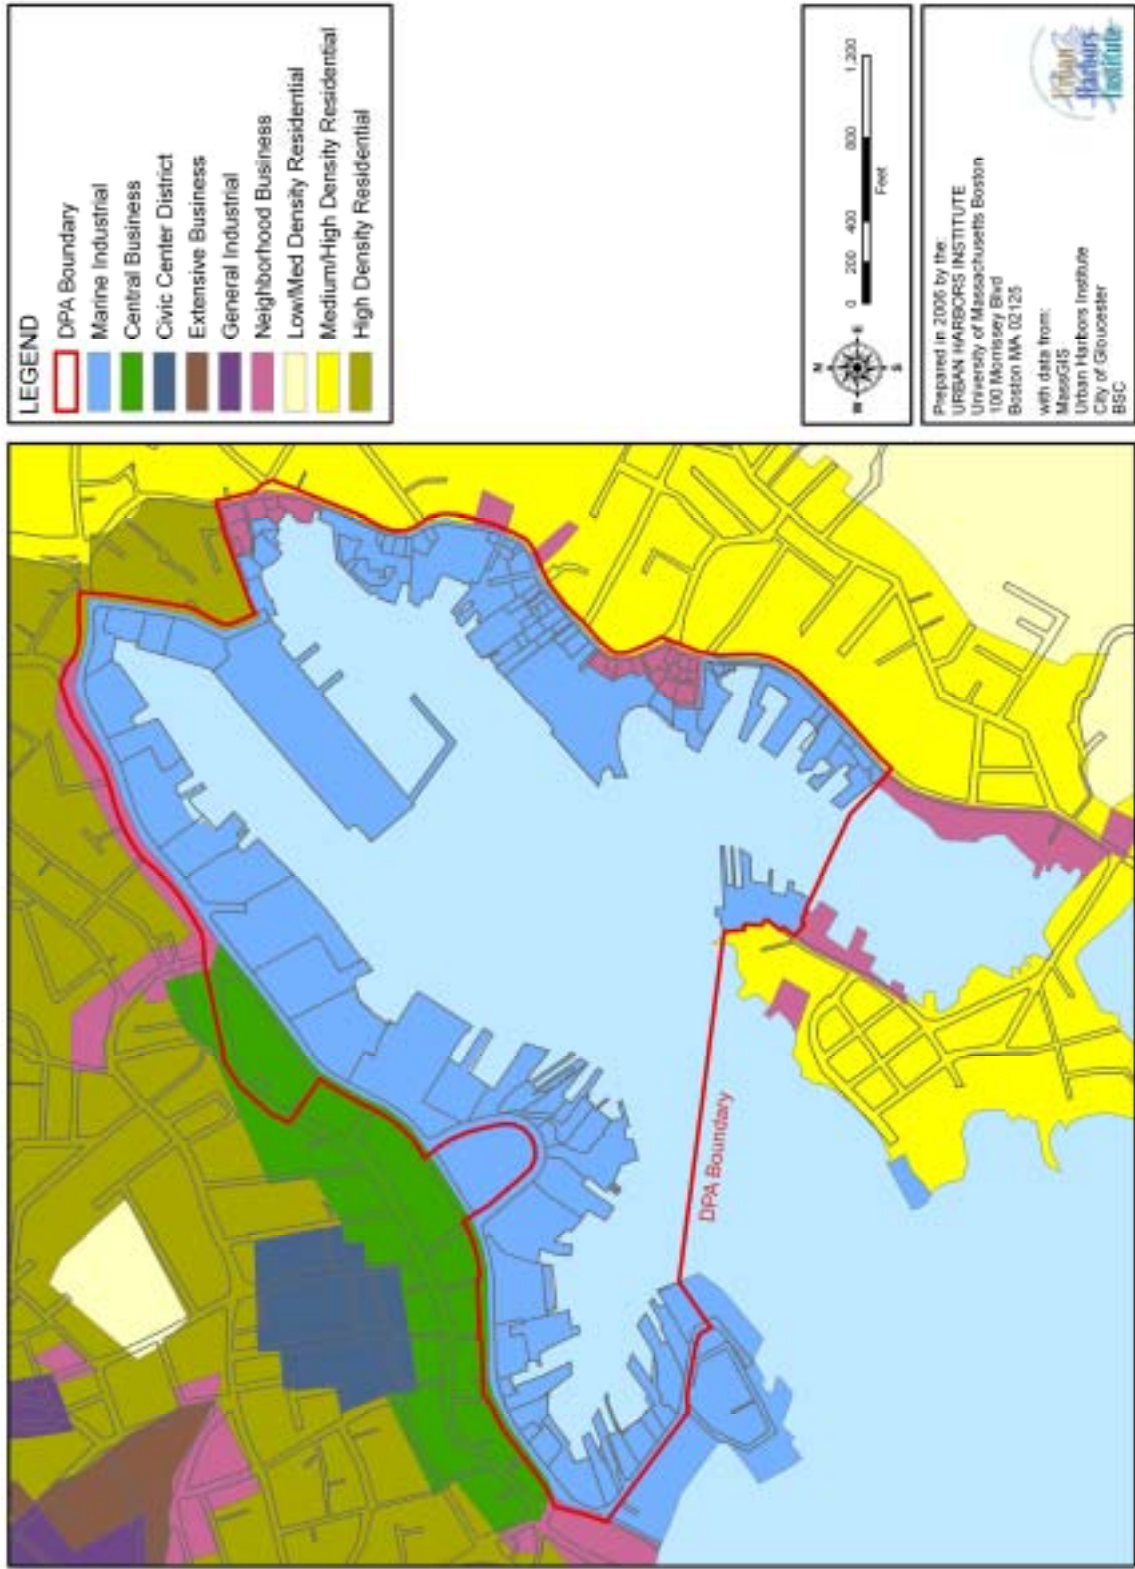 LEGEND
DPA Boundary
Marine Industrial
Central Business
Civic Center District
Extensive Business
General Industrial
Neighborhood Business
Low/Med Density Residential
Medium/High Density Residential
High Density Residential
N
W
E
S
0 200 400 800 1,200
Feet
Prepared in 2006 by the:
URBAN HARBORS INSTITUTE
University of Massachusetts Boston
100 Morrissey Blvd
Boston MA 02125
with data from:
MassGIS
Urban Harbors Institute
City of Gloucester
BSC
Urban
Harbors
Institute
DPA Boundary